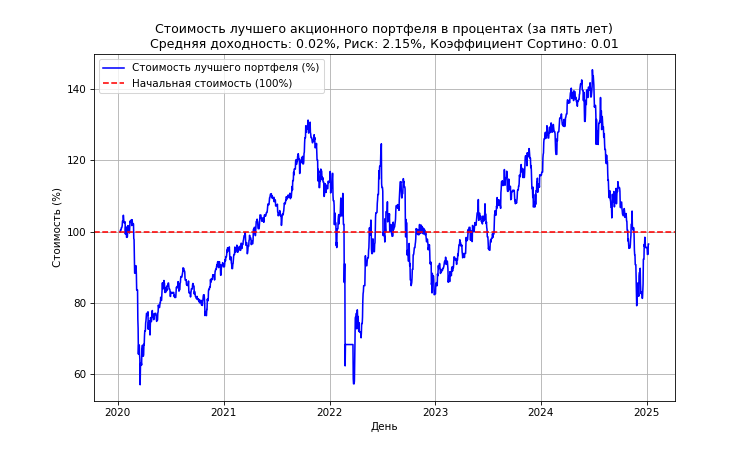 Стоимость лучшего акционного портфеля в процентах (за пять лет)
Средняя доходность: 0.02%, Риск: 2.15%, Коэффициент Сортино: 0.01
Стоимость лучшего портфеля (%)
Начальная стоимость (100%)
Стоимость (%)
140
120
100
80
60
2020
2021
2022
2023
2024
2025
День